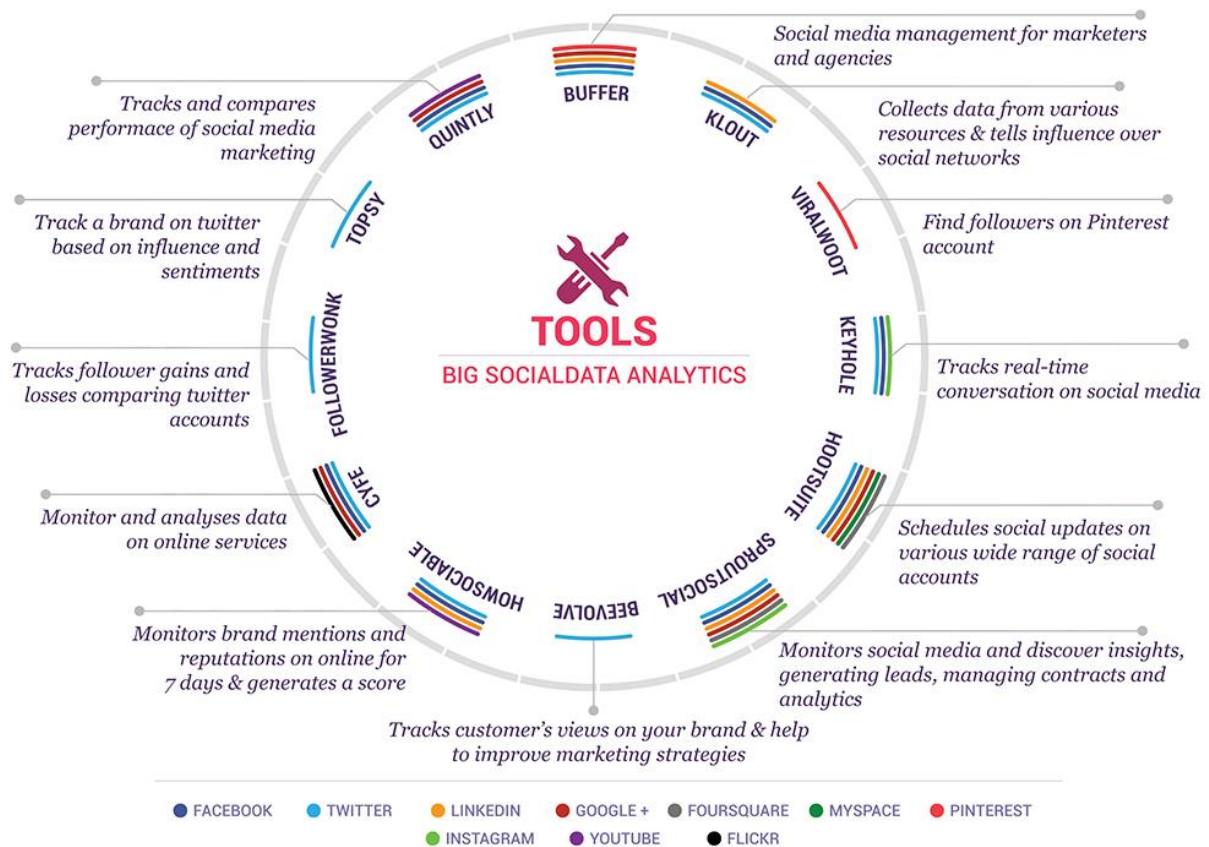 Social media management for marketers
and agencies
BUFFER
Collects data from various
resources & tells influence over
social networks
KLOUT
Find followers on Pinterest
account
VIRALWOOT
Tracks real-time
conversation on social media
KEYHOLE
Schedules social updates on
various wide range of social
accounts
HOOTSUITE
Monitors social media and discover insights,
generating leads, managing contracts and
analytics
SPROUTSOCIAL
Tracks customer's views on your brand & help
to improve marketing strategies
BEEVOLVE
Monitors brand mentions and
reputations on online for
7 days & generates a score
HOWSOCIABLE
Monitor and analyses data
on online services
CYFE
Tracks follower gains and
losses comparing twitter
accounts
FOLLOWERWONK
Track a brand on twitter
based on influence and
sentiments
TOPSY
Tracks and compares
performace of social media
marketing
QUINTLY
TOOLS
BIG SOCIALDATA ANALYTICS
FACEBOOK TWITTER LINKEDIN GOOGLE + FOURSQUARE MYSPACE PINTEREST
INSTAGRAM YOUTUBE FLICKR